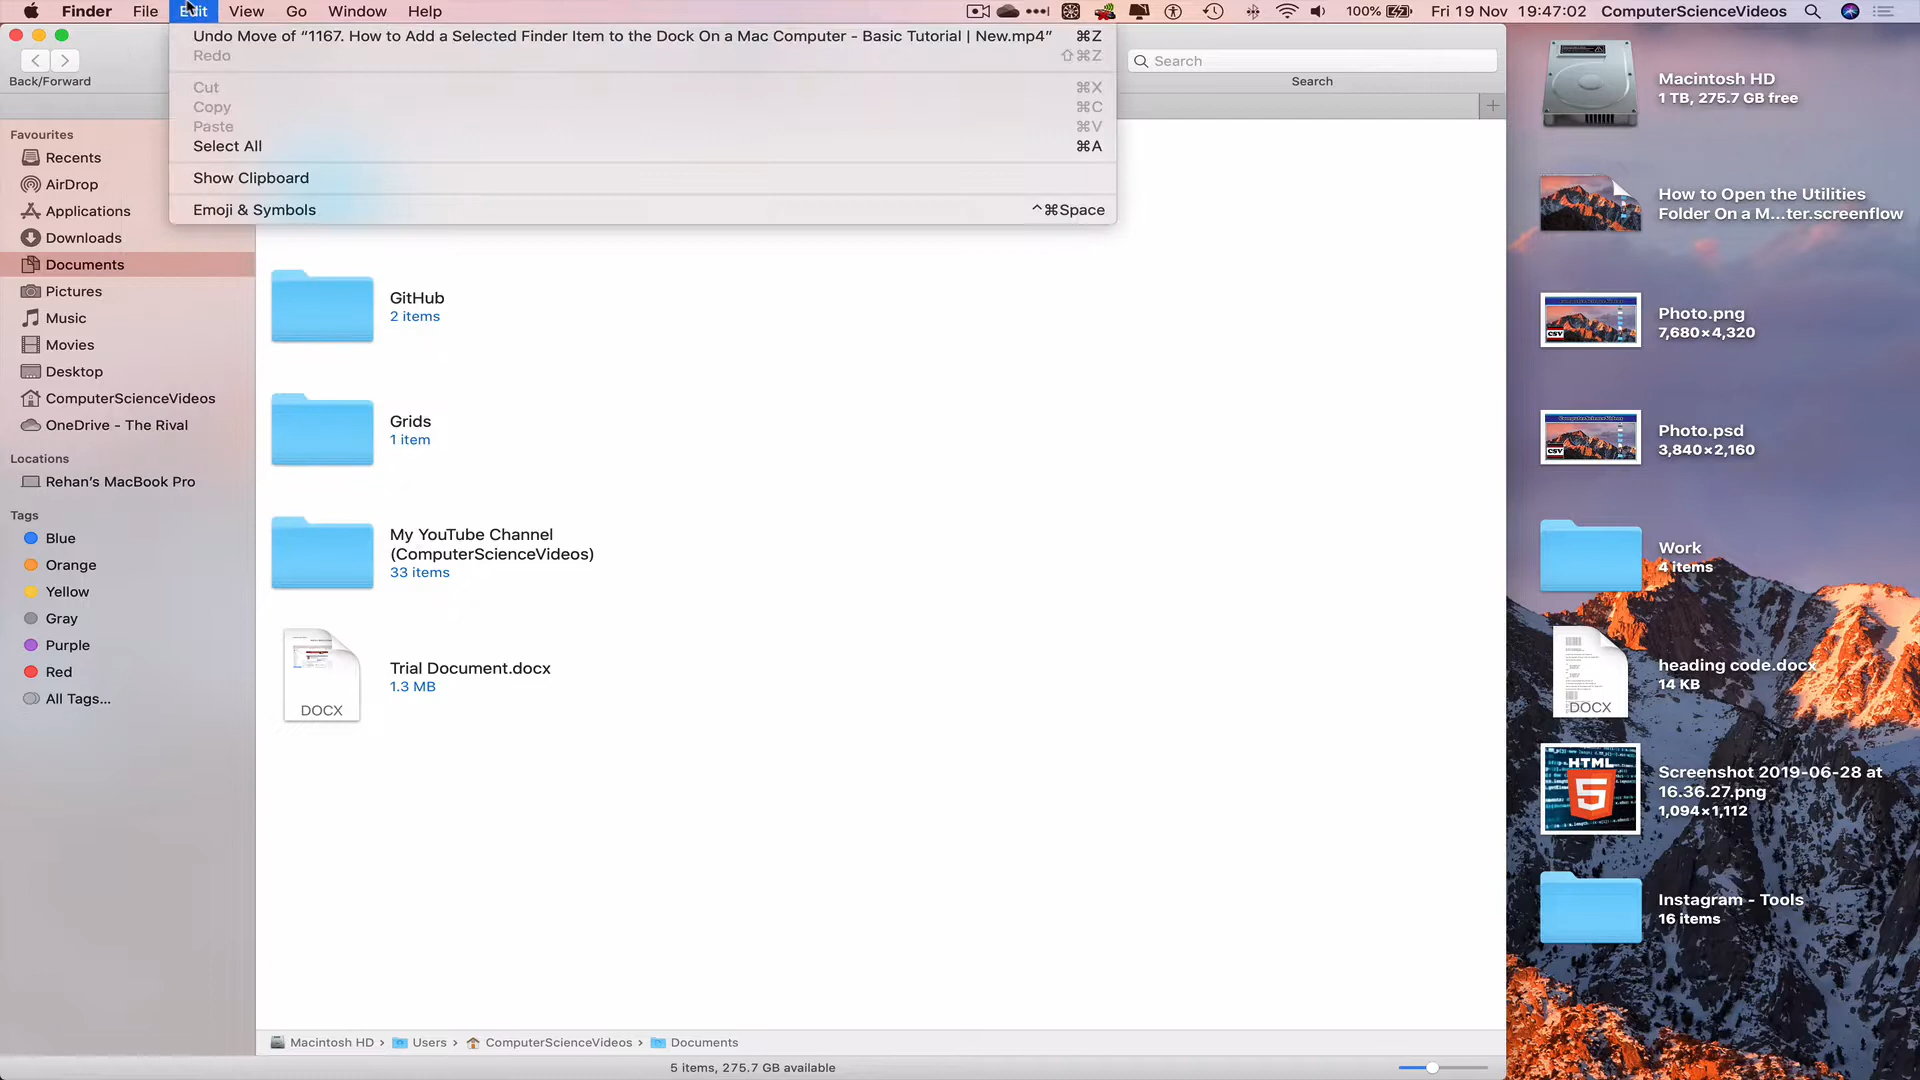 Finder File Edit View Go Window Help 100% Fri 19 Nov 19:47:02 ComputerScienceVideos
Undo Move of “1167. How to Add a Selected Finder Item to the Dock On a Mac Computer - Basic Tutorial | New.mp4” ⌘Z
Redo ⇧⌘Z
Cut ⌘X
Copy ⌘C
Paste ⌘V
Select All ⌘A
Show Clipboard
Emoji & Symbols ^⌘Space
Back/Forward
Search
Search
Favourites
Recents
AirDrop
Applications
Downloads
Documents
Pictures
Music
Movies
Desktop
ComputerScienceVideos
OneDrive - The Rival
Locations
Rehan’s MacBook Pro
Tags
Blue
Orange
Yellow
Gray
Purple
Red
All Tags...
GitHub
2 items
Grids
1 item
My YouTube Channel
(ComputerScienceVideos)
33 items
Trial Document.docx
1.3 MB
DOCX
Macintosh HD › Users › ComputerScienceVideos › Documents
5 items, 275.7 GB available
Macintosh HD
1 TB, 275.7 GB free
How to Open the Utilities
Folder On a M...ter.screenflow
Photo.png
7,680×4,320
CSV
Photo.psd
3,840×2,160
CSV
Work
4 items
heading code.docx
14 KB
DOCX
Screenshot 2019-06-28 at
16.36.27.png
1,094×1,112
HTML
5
Instagram - Tools
16 items